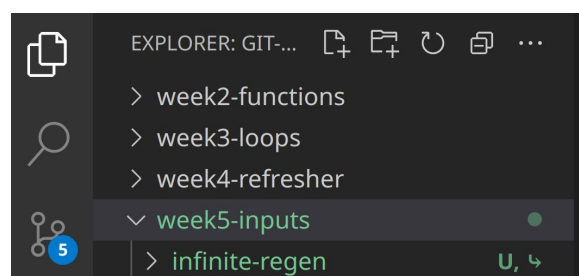 EXPLORER: GIT-...
week2-functions
week3-loops
week4-refresher
week5-inputs
5
infinite-regen U, ⤷